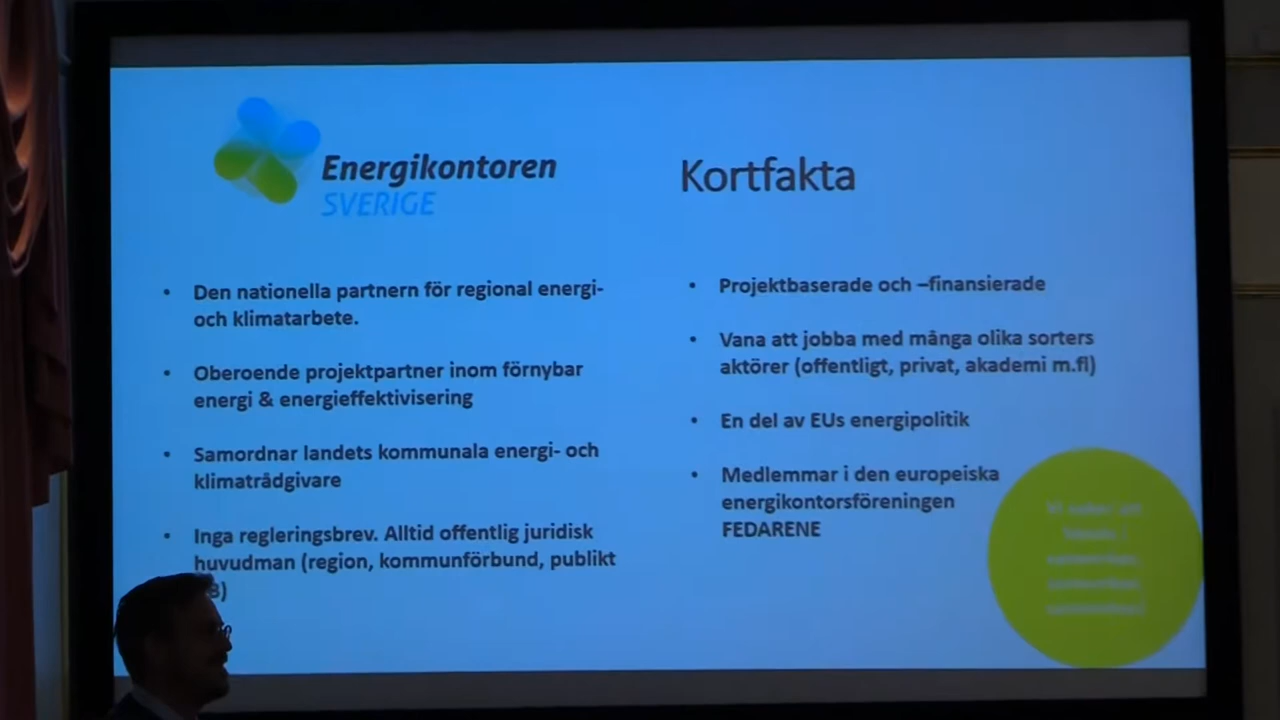 Energikontoren
SVERIGE
Kortfakta
• Den nationella partnern för regional energi-
och klimatarbete.
• Oberoende projektpartner inom förnybar
energi & energieffektivisering
• Samordnar landets kommunala energi- och
klimatrådgivare
• Inga regleringsbrev. Alltid offentlig juridisk
huvudman (region, kommunförbund, publikt
B)
• Projektbaserade och –finansierade
• Vana att jobba med många olika sorters
aktörer (offentligt, privat, akademi m.fl)
• En del av EUs energipolitik
• Medlemmar i den europeiska
energikontorsföreningen
FEDARENE